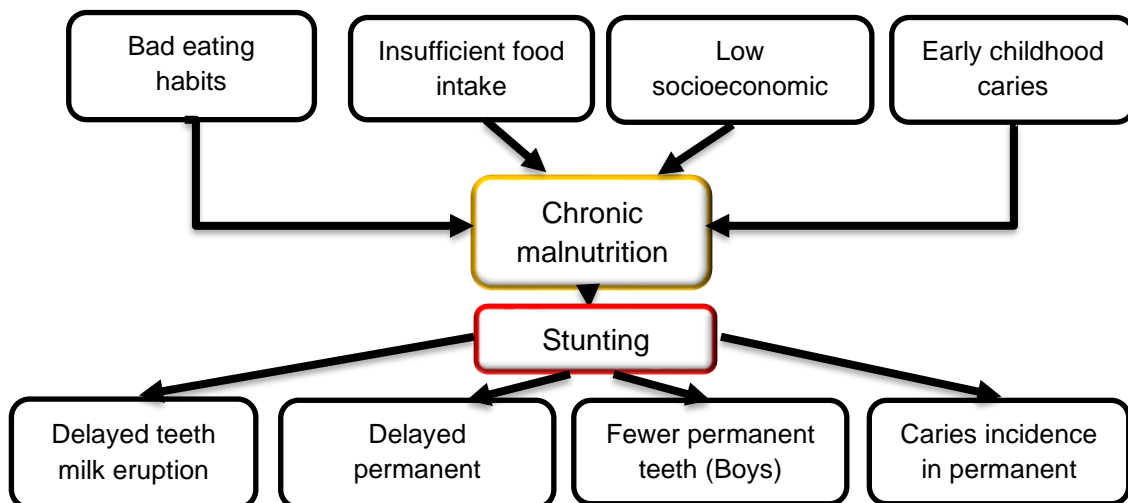 Bad eating
habits
Insufficient food
intake
Low
socioeconomic
Early childhood
caries
Chronic
malnutrition
Stunting
Delayed teeth
milk eruption
Delayed
permanent
Fewer permanent
teeth (Boys)
Caries incidence
in permanent